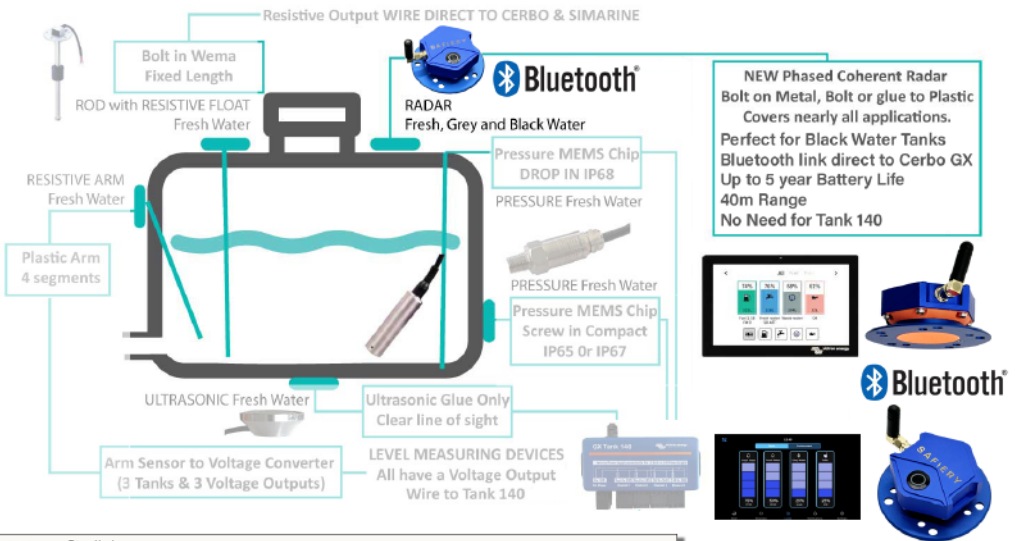 Resistive Output WIRE DIRECT TO CERBO & SIMARINE
Bolt in Wema
Fixed Length
ROD with RESISTIVE FLOAT
Fresh Water
SAFIERY
Bluetooth®
RADAR
Fresh, Grey and Black Water
NEW Phased Coherent Radar
Bolt on Metal, Bolt or glue to Plastic
Covers nearly all applications.
Perfect for Black Water Tanks
Bluetooth link direct to Cerbo GX
Up to 5 year Battery Life
40m Range
No Need for Tank 140
Pressure MEMS Chip
DROP IN IP68
PRESSURE Fresh Water
RESISTIVE ARM
Fresh Water
Plastic Arm
4 segments
PRESSURE Fresh Water
Pressure MEMS Chip
Screw in Compact
IP65 0r IP67
ULTRASONIC Fresh Water
Ultrasonic Glue Only
Clear line of sight
Arm Sensor to Voltage Converter
(3 Tanks & 3 Voltage Outputs)
LEVEL MEASURING DEVICES
All have a Voltage Output
Wire to Tank 140
GX Tank 140
victron energy
Bluetooth®
SAFIERY